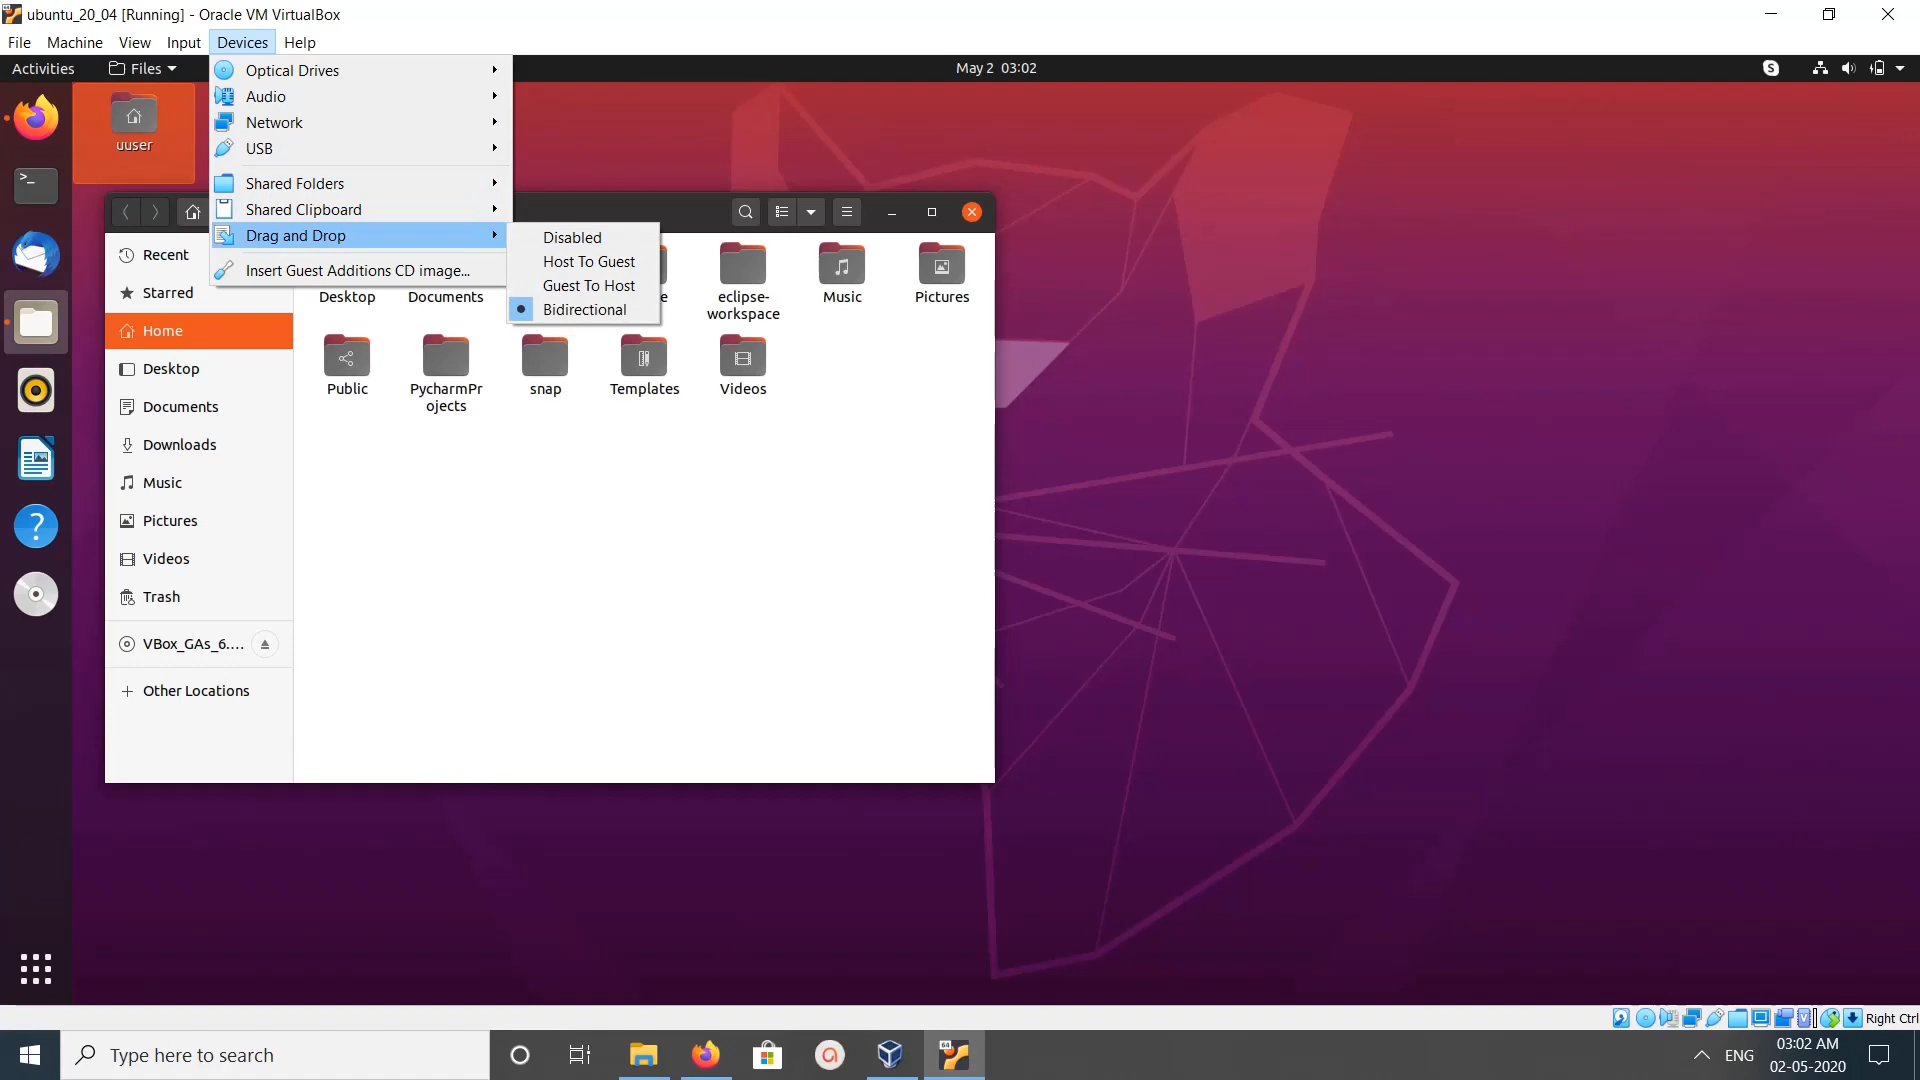 ubuntu_20_04 [Running] - Oracle VM VirtualBox
File Machine View Input Devices Help
Activities Files May 2 03:02
Optical Drives
Audio
Network
USB
Shared Folders
Shared Clipboard
Drag and Drop
Insert Guest Additions CD image...
Disabled
Host To Guest
Guest To Host
Bidirectional
uuser
Recent
Starred
Home
Desktop
Documents
Downloads
Music
Pictures
Videos
Trash
VBox_GAs_6....
Other Locations
Desktop Documents eclipse-
workspace Music Pictures
Public PycharmPr
ojects snap Templates Videos
Right Ctrl
Type here to search
64
ENG
03:02 AM
02-05-2020